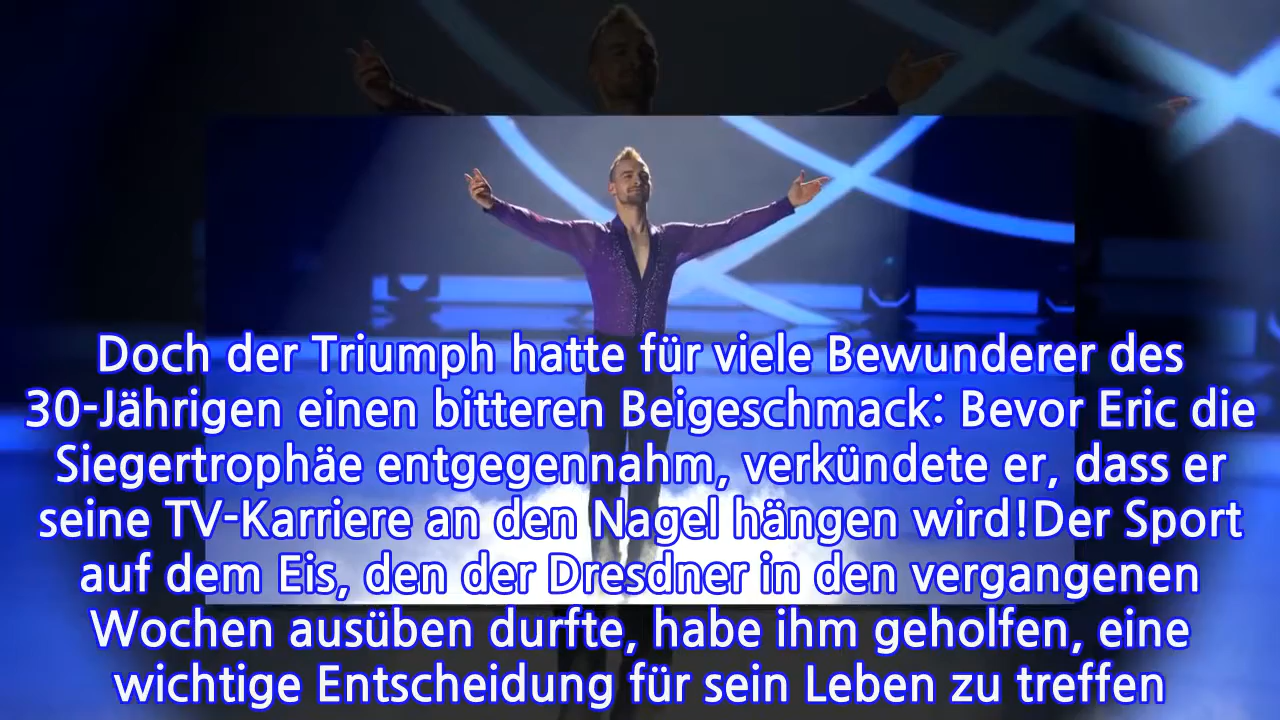 Doch der Triumph hatte für viele Bewunderer des
30-Jährigen einen bitteren Beigeschmack: Bevor Eric die
Siegertrophäe entgegennahm, verkündete er, dass er
seine TV-Karriere an den Nagel hängen wird!Der Sport
auf dem Eis, den der Dresdner in den vergangenen
Wochen ausüben durfte, habe ihm geholfen, eine
wichtige Entscheidung für sein Leben zu treffen